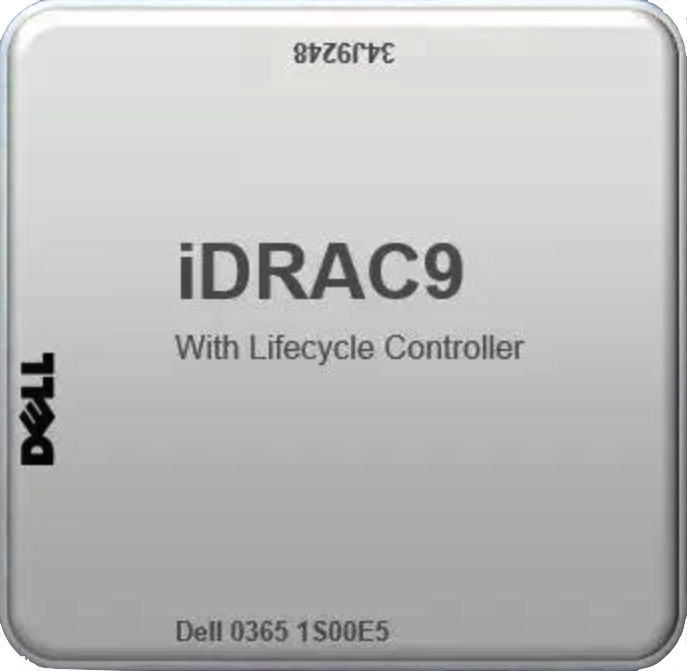 34J9248
iDRAC9
With Lifecycle Controller
DELL
Dell 0365 1S00E5